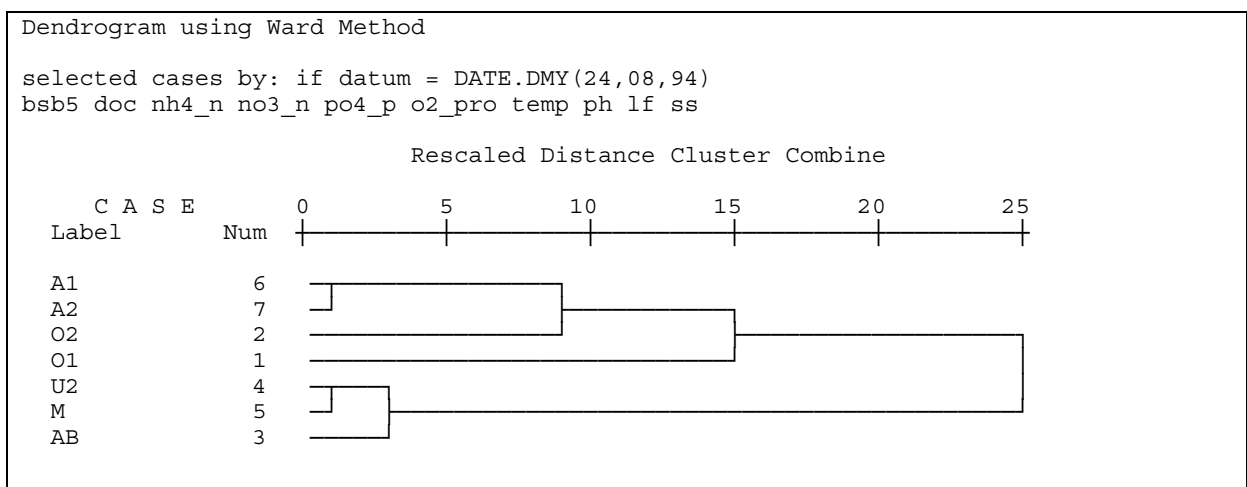 Dendrogram using Ward Method
selected cases by: if datum = DATE.DMY(24,08,94)
bsb5 doc nh4_n no3_n po4_p o2_pro temp ph lf ss
Rescaled Distance Cluster Combine
C A S E 0 5 10 15 20 25
Label Num
A1 6
A2 7
O2 2
O1 1
U2 4
M 5
AB 3